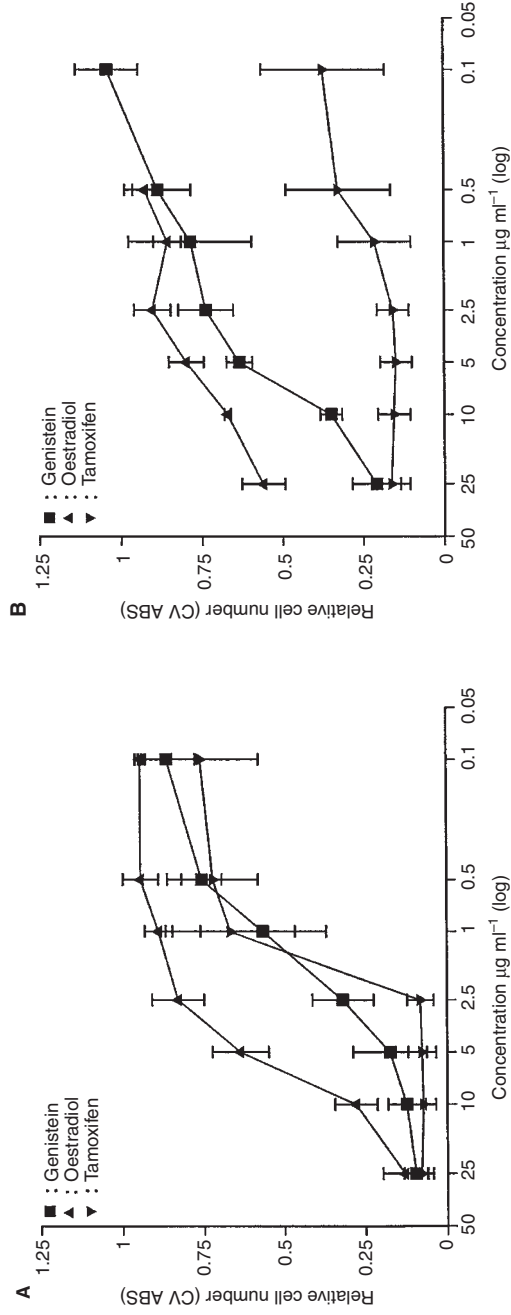 A
■ : Genistein
▲ : Oestradiol
▼ : Tamoxifen
Relative cell number (CV ABS)
1.25
1
0.75
0.5
0.25
0
50
25
10
5
2.5
1
0.5
0.1
0.05
Concentration µg ml⁻¹ (log)
B
■ : Genistein
▲ : Oestradiol
▼ : Tamoxifen
Relative cell number (CV ABS)
1.25
1
0.75
0.5
0.25
0
50
25
10
5
2.5
1
0.5
0.1
0.05
Concentration µg ml⁻¹ (log)